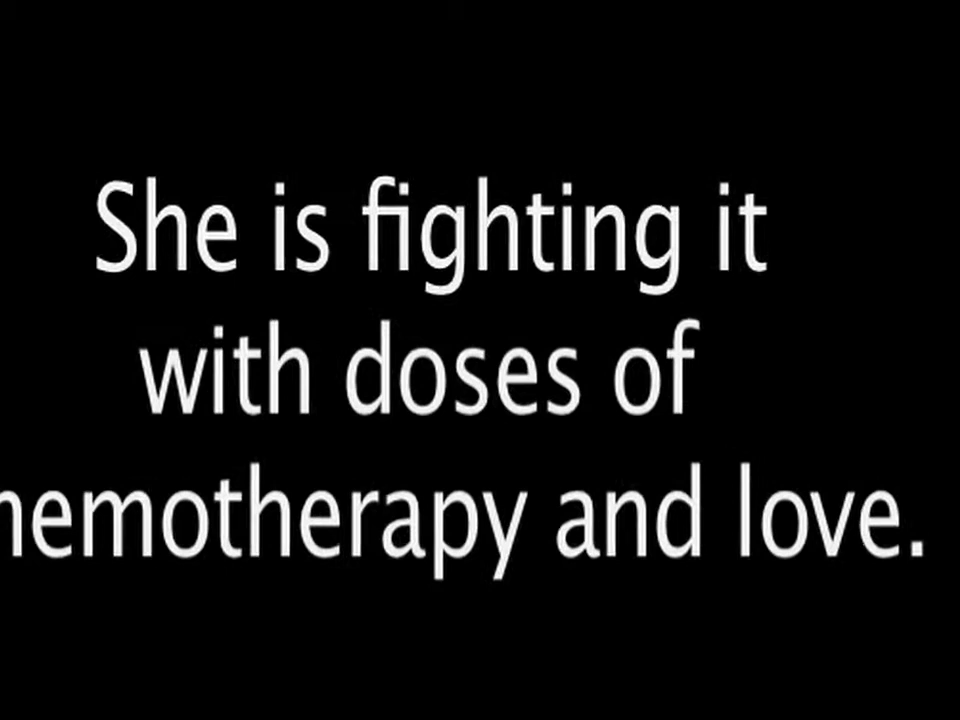 She is fighting it
with doses of
hemotherapy and love.